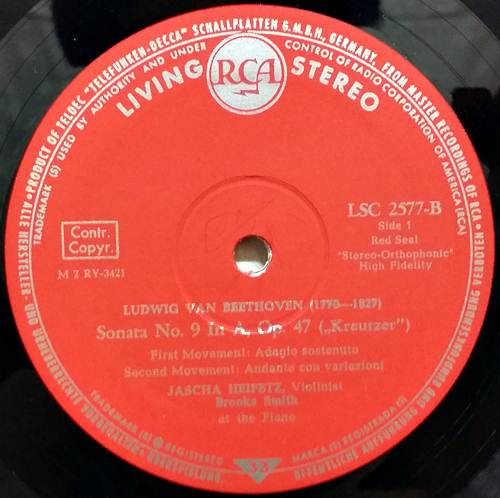 PRODUCT OF TELDEC "TELEFUNKEN-DECCA" SCHALLPLATTEN G.M.B.H., GERMANY, FROM MASTER RECORDINGS OF RCA
TRADEMARK (S) USED BY AUTHORITY AND UNDER CONTROL OF RADIO CORPORATION OF AMERICA (RCA)
LIVING RCA STEREO
LSC 2577-B
Side 1
Red Seal
"Stereo-Orthophonic"
High Fidelity
Contr.
Copyr.
M 2 RY-3421
LUDWIG VAN BEETHOVEN (1770—1827)
Sonata No. 9 In A, Op. 47 („Kreutzer")
First Movement: Adagio sostenuto
Second Movement: Andante con variazioni
JASCHA HEIFETZ, Violinist
Brooks Smith
at the Piano
TRADEMARK (S) ® REGISTERED
MARCA (S) REGISTRADA (S)
33
ALLE HERSTELLER- UND URHEBERRECHTE VORBEHALTEN
ÖFFENTLICHE AUFFÜHRUNG UND RUNDFUNKSENDUNG VERBOTEN